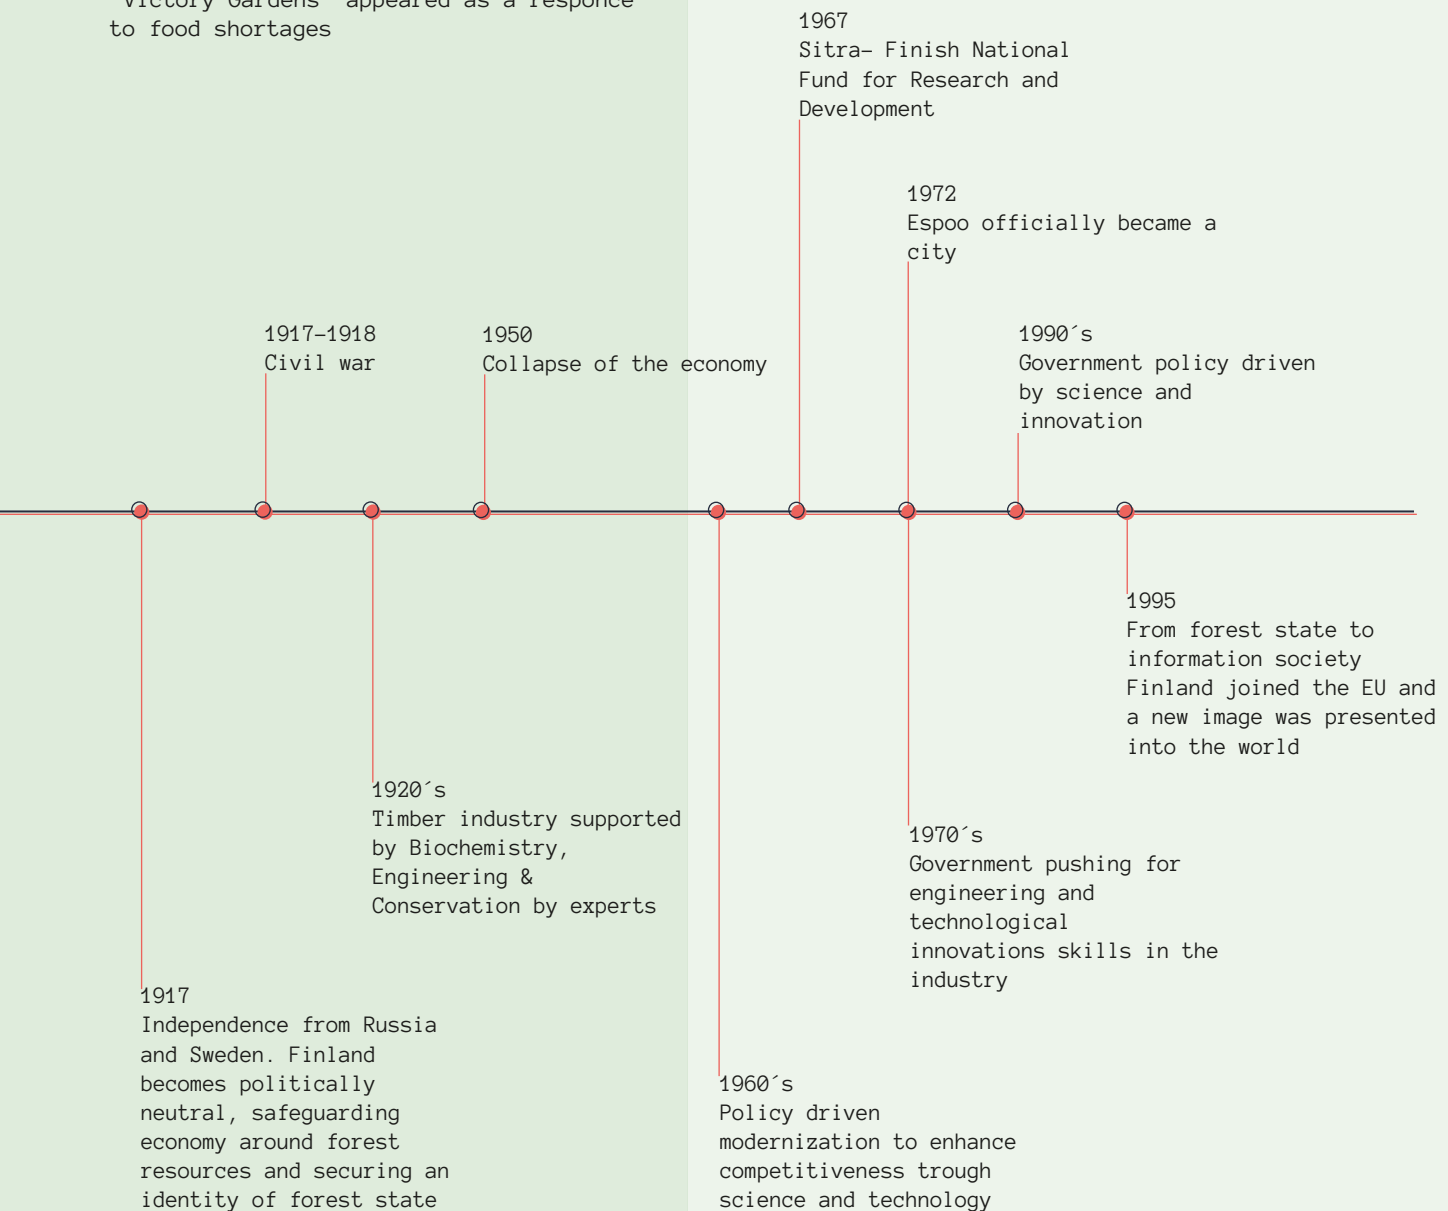 "Victory Gardens" appeared as a responce
to food shortages
1967
Sitra– Finish National
Fund for Research and
Development
1972
Espoo officially became a
city
1917–1918
Civil war
1950
Collapse of the economy
1990´s
Government policy driven
by science and
innovation
1995
From forest state to
information society
Finland joined the EU and
a new image was presented
into the world
1920´s
Timber industry supported
by Biochemistry,
Engineering &
Conservation by experts
1970´s
Government pushing for
engineering and
technological
innovations skills in the
industry
1917
Independence from Russia
and Sweden. Finland
becomes politically
neutral, safeguarding
economy around forest
resources and securing an
identity of forest state
1960´s
Policy driven
modernization to enhance
competitiveness trough
science and technology